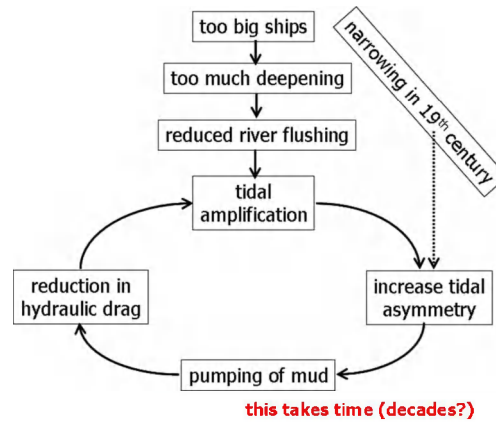 too big ships
too much deepening
reduced river flushing
narrowing in 19th century
tidal
amplification
reduction in
hydraulic drag
increase tidal
asymmetry
pumping of mud
this takes time (decades?)